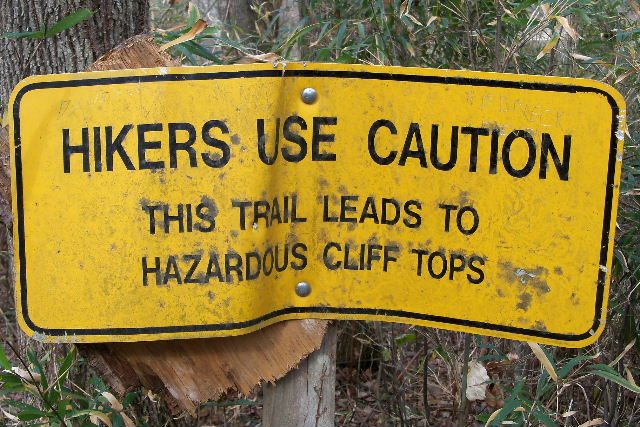 HIKERS USE CAUTION
THIS TRAIL LEADS TO
HAZARDOUS CLIFF TOPS